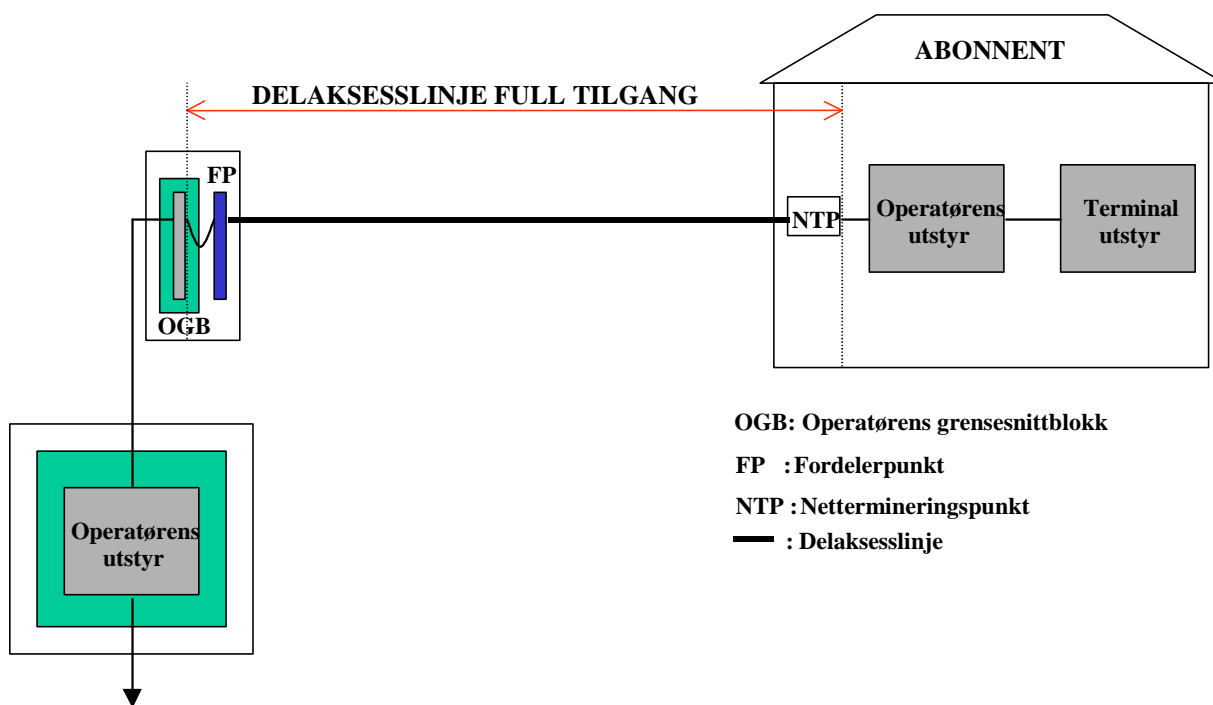 ABONNENT
DELAKSESSLINJE FULL TILGANG
FP
OGB
NTP
Operatørens
utstyr
Terminal
utstyr
Operatørens
utstyr
OGB: Operatørens grensesnittblokk
FP : Fordelerpunkt
NTP : Nettermineringspunkt
: Delaksesslinje